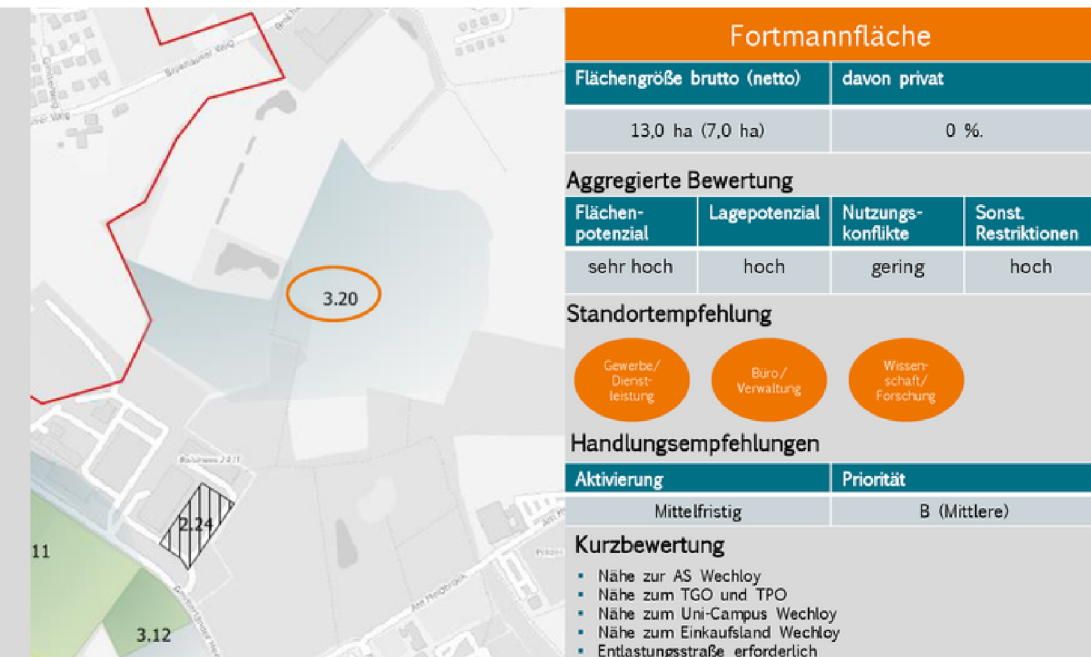 Fortmannfläche
Flächengröße brutto (netto)
davon privat
13,0 ha (7,0 ha)
0 %.
Aggregierte Bewertung
Flächen-
potenzial
Lagepotenzial
Nutzungs-
konflikte
Sonst.
Restriktionen
sehr hoch
hoch
gering
hoch
Standortempfehlung
Gewerbe/
Dienst-
leistung
Büro/
Verwaltung
Wissen-
schaft/
Forschung
Handlungsempfehlungen
Aktivierung
Priorität
Mittelfristig
B (Mittlere)
Kurzbewertung
▪ Nähe zur AS Wechloy
▪ Nähe zum TGO und TPO
▪ Nähe zum Uni-Campus Wechloy
▪ Nähe zum Einkaufsland Wechloy
▪ Entlastungsstraße erforderlich
3.20
2.24
11
3.12
Am Heidbrook